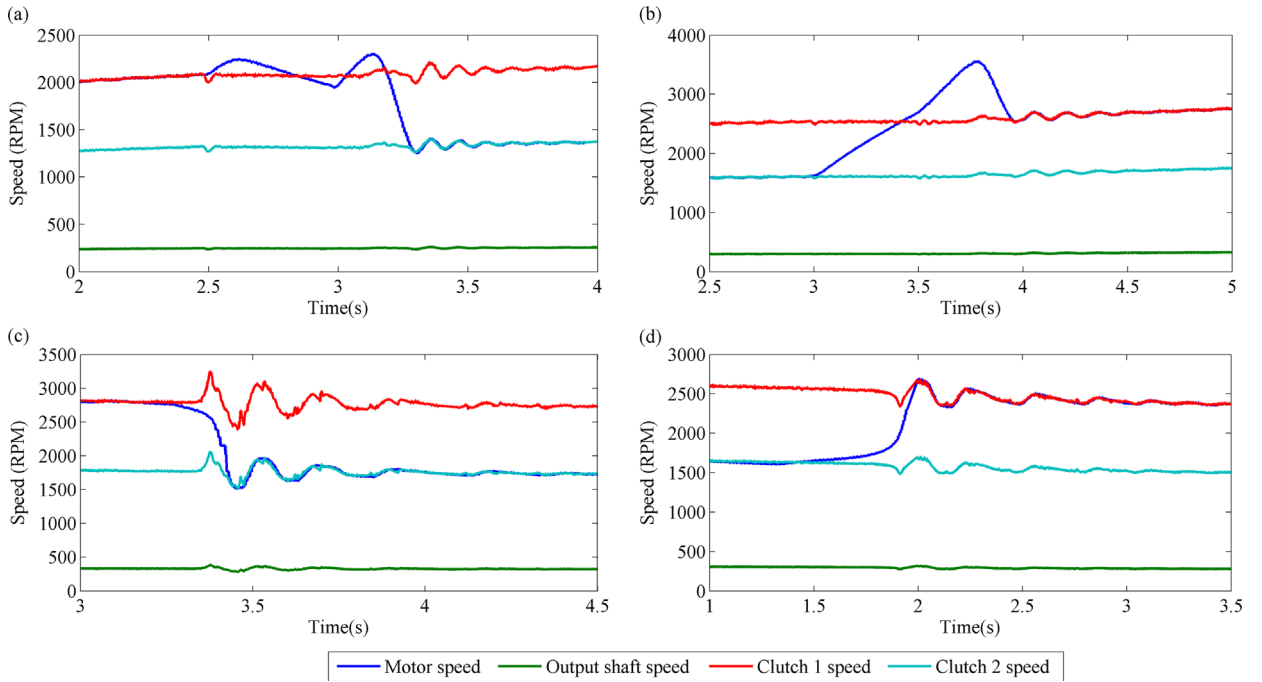 (a)
2500
2000
1500
1000
500
0
Speed (RPM)
2
2.5
3
3.5
4
Time(s)
(b)
4000
3000
2000
1000
0
Speed (RPM)
2.5
3
3.5
4
4.5
5
Time(s)
(c)
3500
3000
2500
2000
1500
1000
500
0
Speed (RPM)
3
3.5
4
4.5
Time(s)
(d)
3000
2500
2000
1500
1000
500
0
Speed (RPM)
1
1.5
2
2.5
3
3.5
Time(s)
Motor speed
Output shaft speed
Clutch 1 speed
Clutch 2 speed